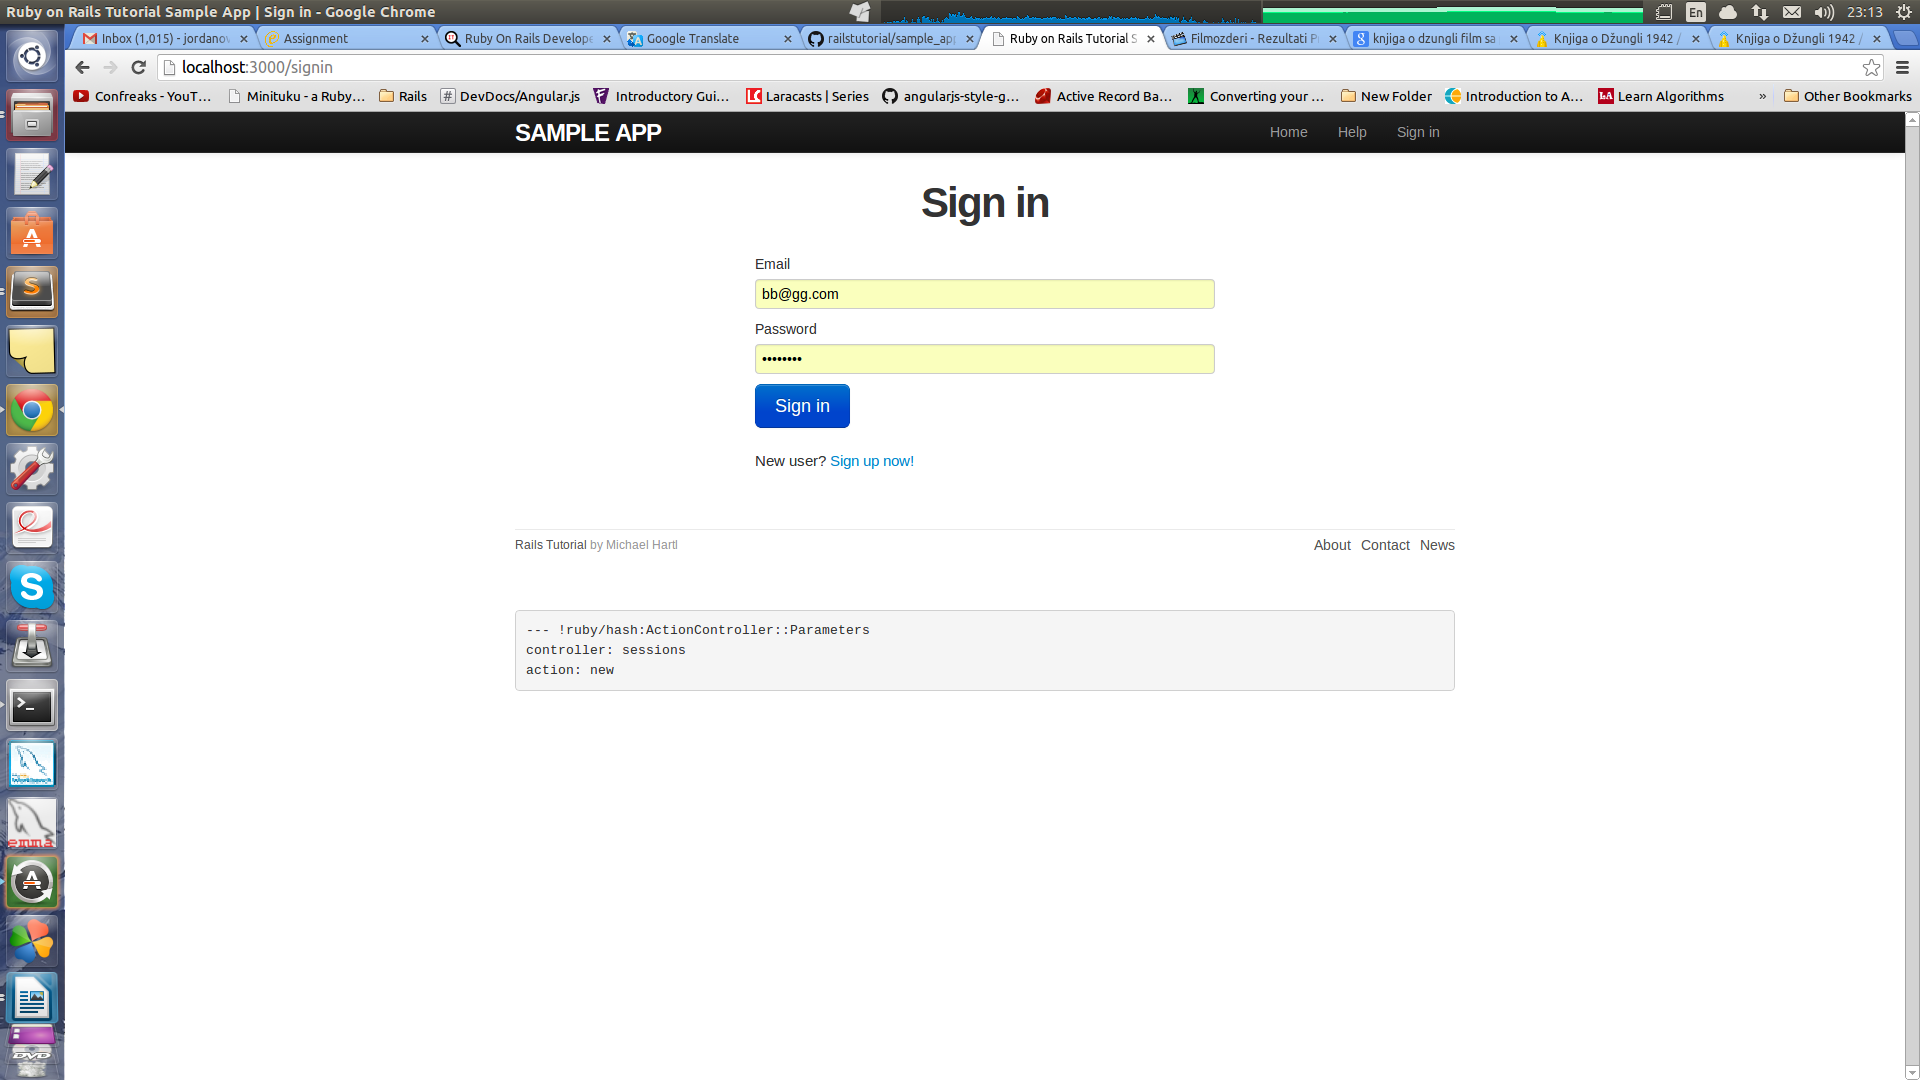 Ruby on Rails Tutorial Sample App | Sign in - Google Chrome
En
23:13
Inbox (1,015) - jordanov
Assignment
Ruby On Rails Develope
Google Translate
railstutorial/sample_app
Ruby on Rails Tutorial S
Filmozderi - Rezultati P
knjiga o dzungli film sa
Knjiga o Džungli 1942 /
Knjiga o Džungli 1942 /
localhost:3000/signin
Confreaks - YouT...
Minituku - a Ruby...
Rails
DevDocs/Angular.js
Introductory Gui...
Laracasts | Series
angularjs-style-g...
Active Record Ba...
Converting your ...
New Folder
Introduction to A...
Learn Algorithms
»
Other Bookmarks
SAMPLE APP
Home
Help
Sign in
Sign in
Email
bb@gg.com
Password
••••••••
Sign in
New user? Sign up now!
Rails Tutorial by Michael Hartl
About
Contact
News
--- !ruby/hash:ActionController::Parameters
controller: sessions
action: new
emma
DVD